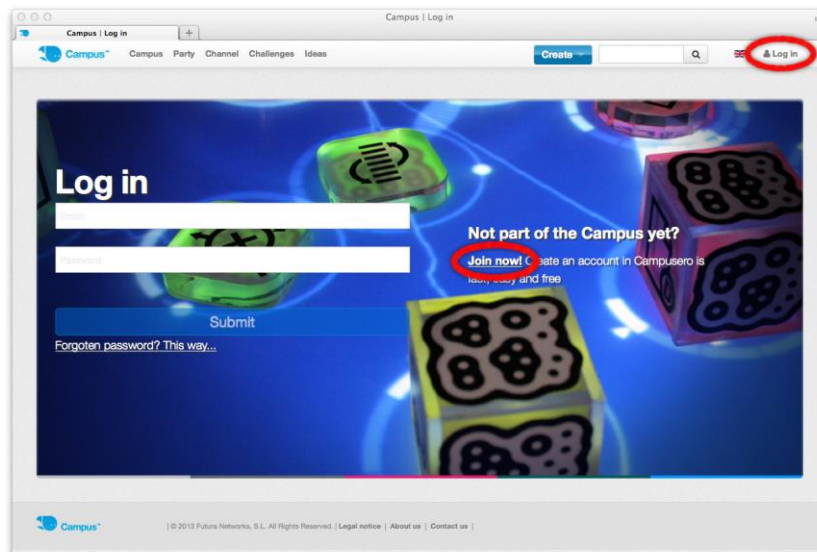 Campus | Log in
Campus | Log in
Campus
Campus Party Channel Challenges Ideas
Create
Log in
Log in
Email
Password
Not part of the Campus yet?
Join now! Create an account in Campusero is
fast, easy and free
Submit
Forgoten password? This way...
Campus
| © 2013 Futura Networks, S.L. All Rights Reserved. | Legal notice | About us | Contact us |